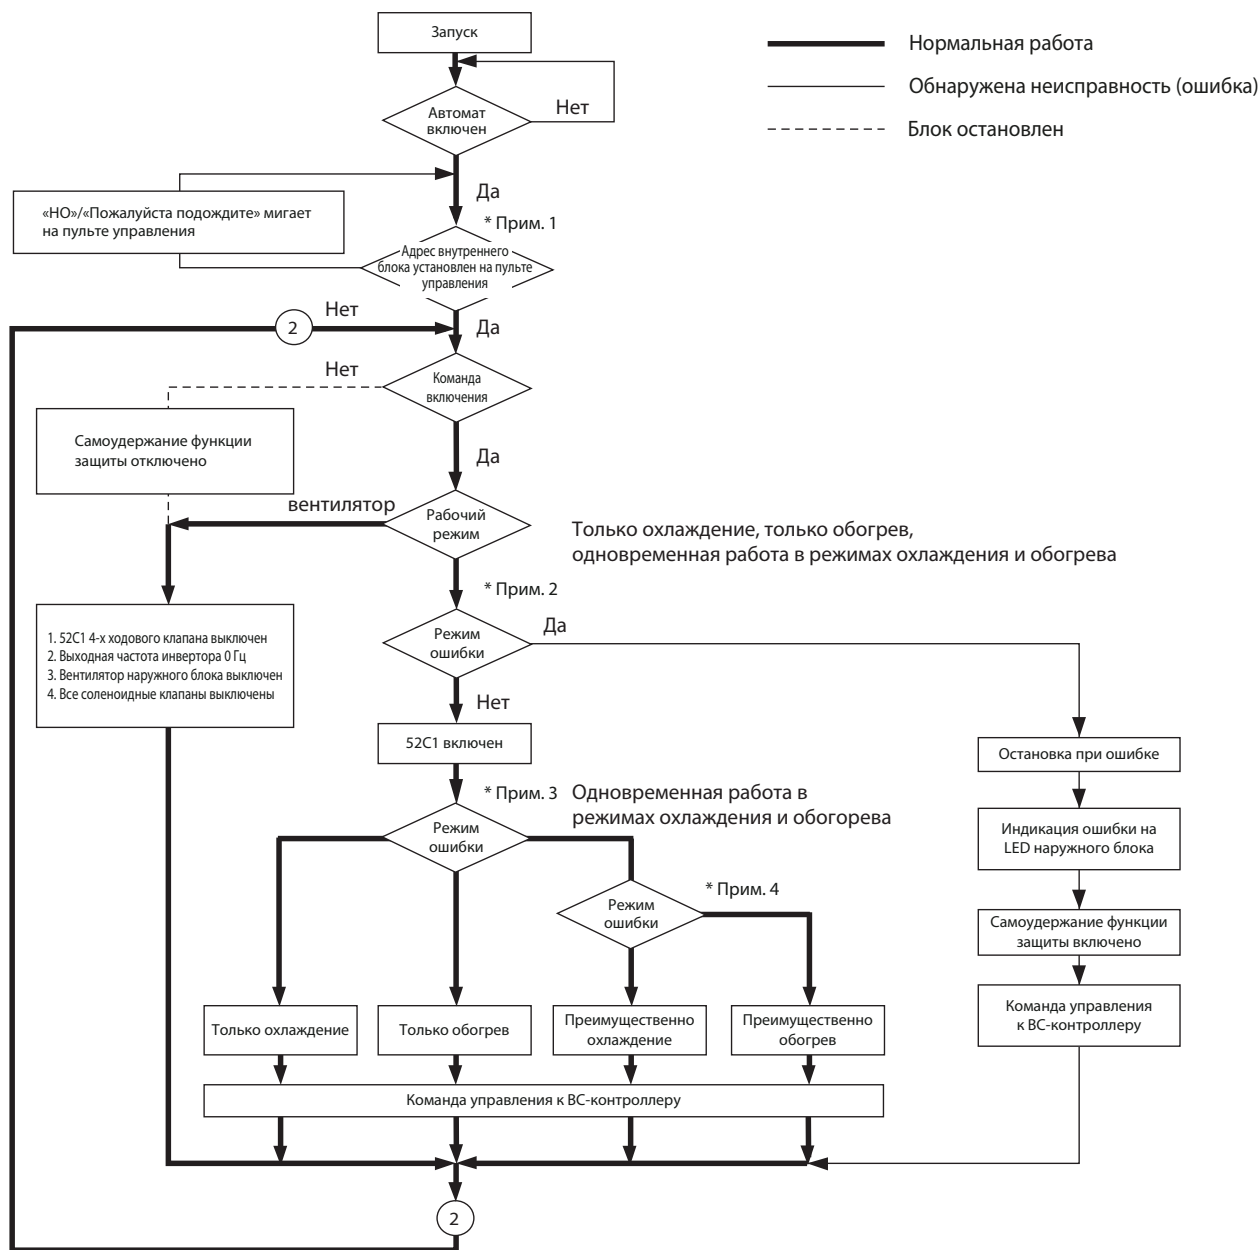 Запуск
Нормальная работа
Обнаружена неисправность (ошибка)
Блок остановлен
Автомат
включен
Нет
Да
«НО»/«Пожалуйста подождите» мигает
на пульте управления
* Прим. 1
Адрес внутреннего
блока установлен на пульте
управления
Нет
2
Да
Нет
Команда
включения
Самоудержание функции
защиты отключено
Да
вентилятор
Рабочий
режим
Только охлаждение, только обогрев,
одновременная работа в режимах охлаждения и обогрева
* Прим. 2
1. 52C1 4-х ходового клапана выключен
2. Выходная частота инвертора 0 Гц
3. Вентилятор наружного блока выключен
4. Все соленоидные клапаны выключены
Режим
ошибки
Да
Нет
52C1 включен
Остановка при ошибке
* Прим. 3
Одновременная работа в
режимах охлаждения и обогорева
Режим
ошибки
Индикация ошибки на
LED наружного блока
* Прим. 4
Режим
ошибки
Самоудержание функции
защиты включено
Команда управления
к BC-контроллеру
Только охлаждение
Только обогрев
Преимущественно
охлаждение
Преимущественно
обогрев
Команда управления к BC-контроллеру
2